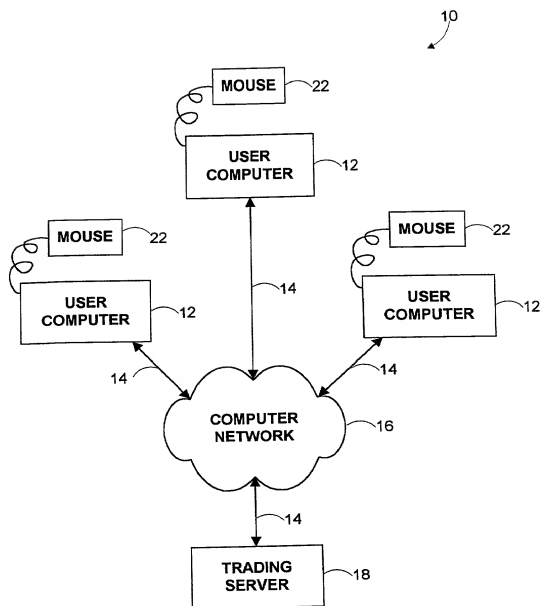 10
MOUSE
22
USER
COMPUTER
12
MOUSE
22
USER
COMPUTER
12
MOUSE
22
USER
COMPUTER
12
14
14
14
COMPUTER
NETWORK
16
14
TRADING
SERVER
18